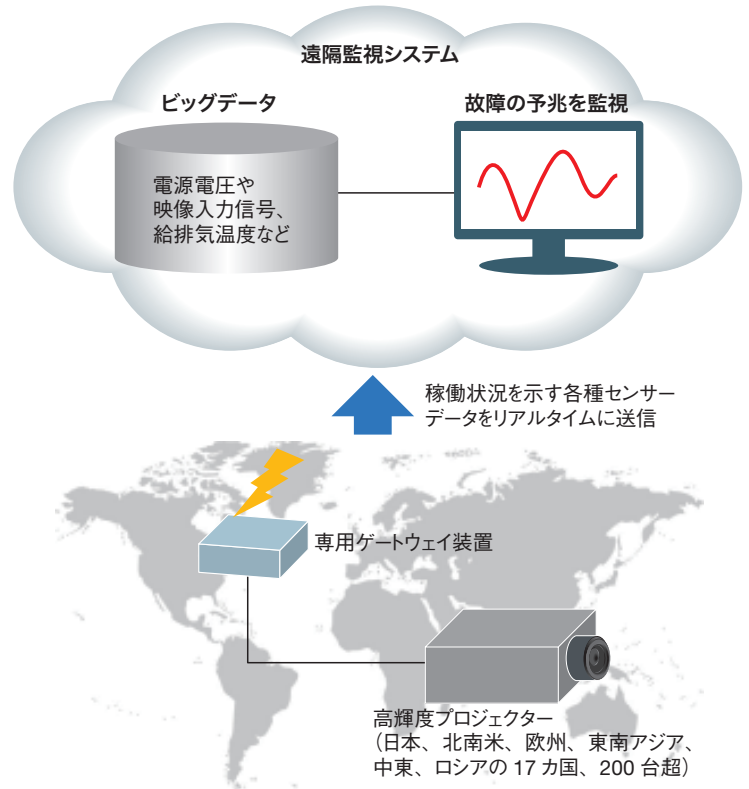 遠隔監視システム
ビッグデータ
故障の予兆を監視
電源電圧や
映像入力信号、
給排気温度など
稼働状況を示す各種センサー
データをリアルタイムに送信
専用ゲートウェイ装置
高輝度プロジェクター
（日本、北南米、欧州、東南アジア、
中東、ロシアの 17 カ国、200 台超）